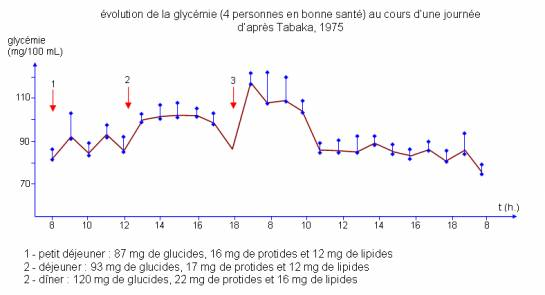 évolution de la glycémie (4 personnes en bonne santé) au cours d'une journée
d'après Tabaka, 1975
glycémie
(mg/100 mL)
1
2
3
110
90
70
t (h.)
8 10 12 14 16 18 20 22 24 2 4 6 8
1 - petit déjeuner : 87 mg de glucides, 16 mg de protides et 12 mg de lipides
2 - déjeuner : 93 mg de glucides, 17 mg de protides et 12 mg de lipides
2 - dîner : 120 mg de glucides, 22 mg de protides et 16 mg de lipides